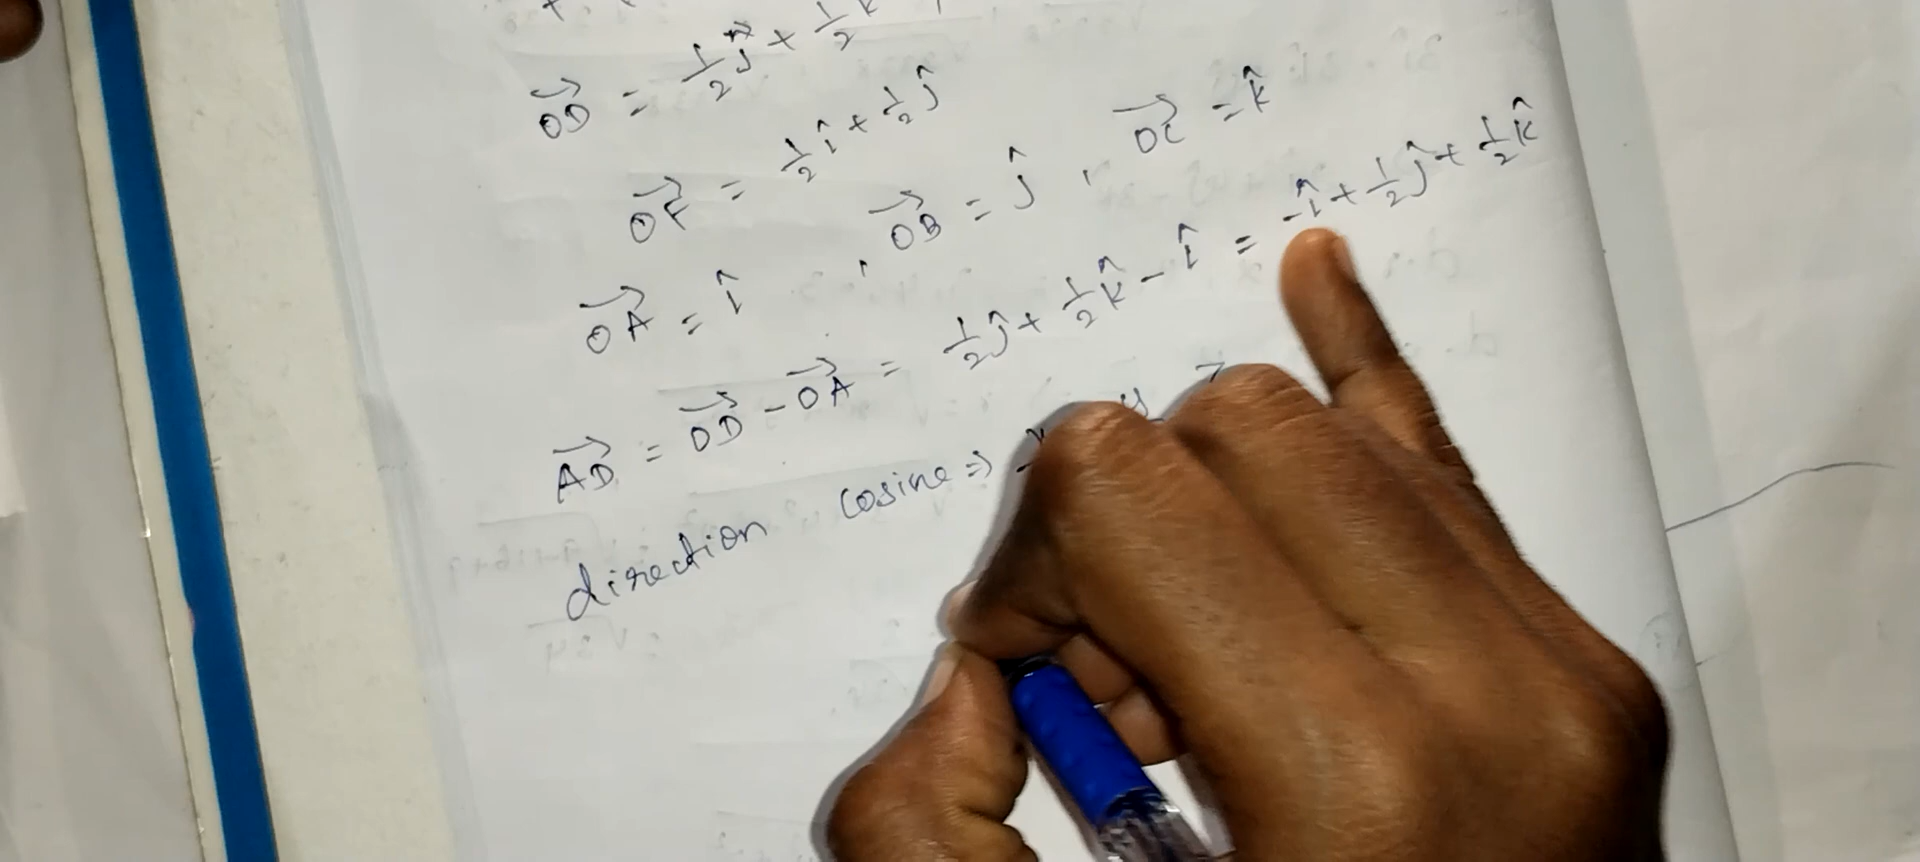 OD = 1/2 ĵ + 1/2 k
OF = 1/2 î + 1/2 ĵ
OA = î , OB = ĵ , OC = k̂
AD = OD - OA = 1/2 ĵ + 1/2 k̂ - î = -î + 1/2 ĵ + 1/2 k̂
direction cosine ⇒